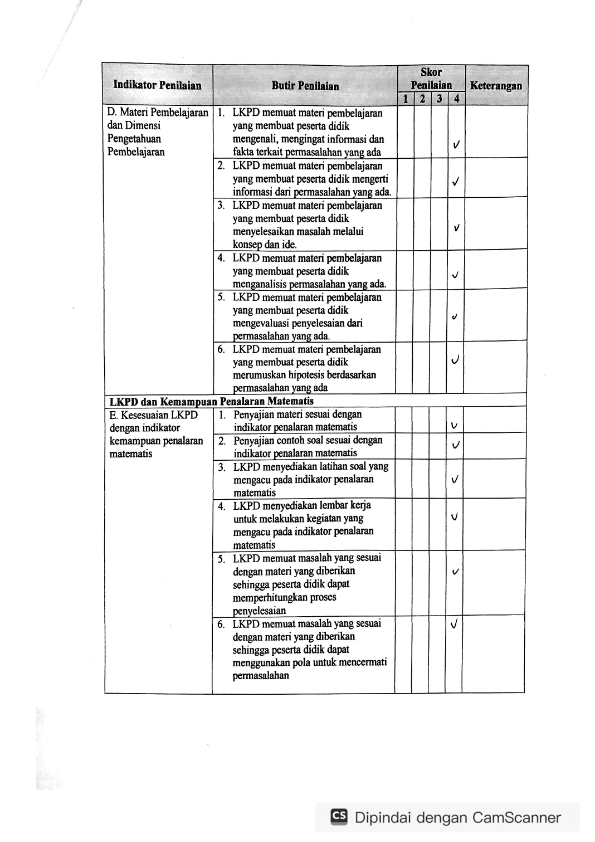 Indikator Penilaian
Butir Penilaian
Skor
Penilaian
1 2 3 4
Keterangan
D. Materi Pembelajaran
dan Dimensi
Pengetahuan
Pembelajaran
1. LKPD memuat materi pembelajaran
yang membuat peserta didik
mengenali, mengingat informasi dan
fakta terkait permasalahan yang ada
✓
2. LKPD memuat materi pembelajaran
yang membuat peserta didik mengerti
informasi dari permasalahan yang ada.
✓
3. LKPD memuat materi pembelajaran
yang membuat peserta didik
menyelesaikan masalah melalui
konsep dan ide.
✓
4. LKPD memuat materi pembelajaran
yang membuat peserta didik
menganalisis permasalahan yang ada.
✓
5. LKPD memuat materi pembelajaran
yang membuat peserta didik
mengevaluasi penyelesaian dari
permasalahan yang ada.
✓
6. LKPD memuat materi pembelajaran
yang membuat peserta didik
merumuskan hipotesis berdasarkan
permasalahan yang ada
✓
LKPD dan Kemampuan Penalaran Matematis
E. Kesesuaian LKPD
dengan indikator
kemampuan penalaran
matematis
1. Penyajian materi sesuai dengan
indikator penalaran matematis
✓
2. Penyajian contoh soal sesuai dengan
indikator penalaran matematis
✓
3. LKPD menyediakan latihan soal yang
mengacu pada indikator penalaran
matematis
✓
4. LKPD menyediakan lembar kerja
untuk melakukan kegiatan yang
mengacu pada indikator penalaran
matematis
✓
5. LKPD memuat masalah yang sesuai
dengan materi yang diberikan
sehingga peserta didik dapat
memperhitungkan proses
penyelesaian
✓
6. LKPD memuat masalah yang sesuai
dengan materi yang diberikan
sehingga peserta didik dapat
menggunakan pola untuk mencermati
permasalahan
✓
CS Dipindai dengan CamScanner